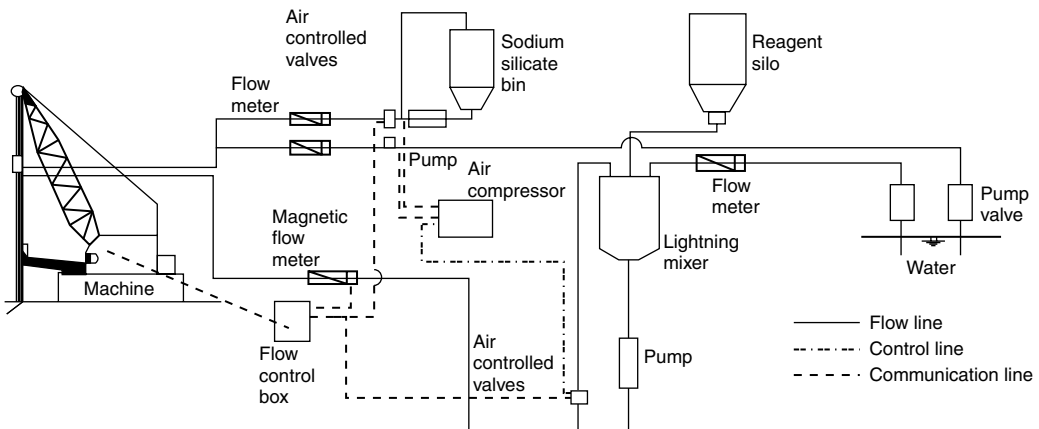 Air
controlled
valves
Sodium
silicate
bin
Reagent
silo
Flow
meter
Pump
Air
compressor
Flow
meter
Pump
valve
Magnetic
flow
meter
Lightning
mixer
Water
Machine
Flow
control
box
Air
controlled
valves
Pump
Flow line
Control line
Communication line